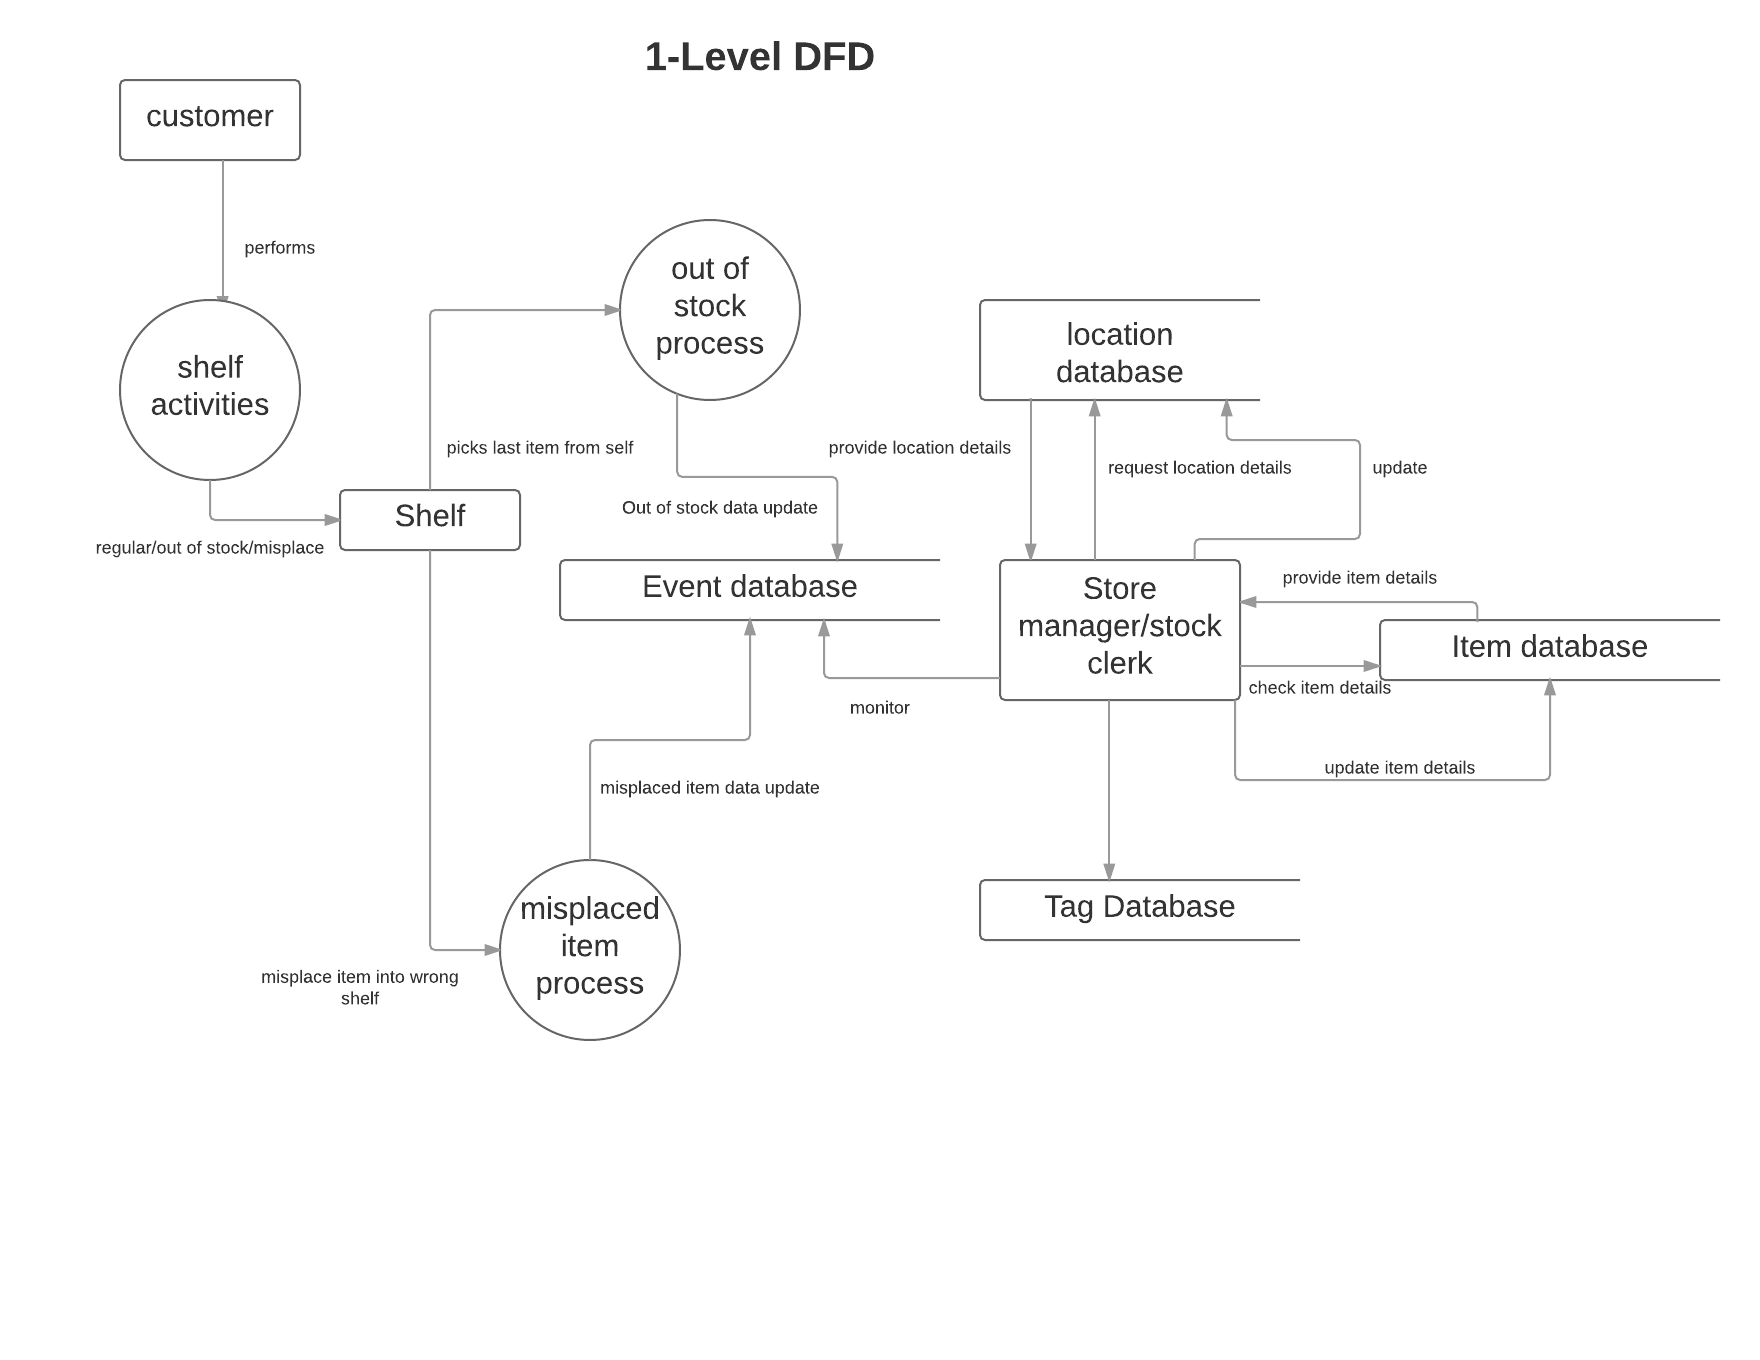 1-Level DFD
customer
performs
shelf
activities
regular/out of stock/misplace
Shelf
picks last item from self
out of
stock
process
Out of stock data update
Event database
misplaced item data update
misplaced
item
process
misplace item into wrong
shelf
monitor
location
database
provide location details
request location details
update
Store
manager/stock
clerk
provide item details
Item database
check item details
update item details
Tag Database